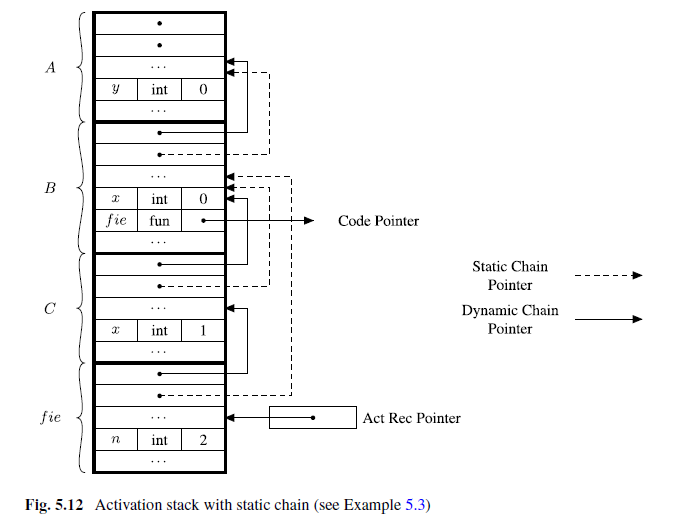 ...
A
y int 0
...
...
B
x int 0
fie fun
Code Pointer
...
Static Chain
Pointer
...
C
Dynamic Chain
Pointer
x int 1
...
...
fie
Act Rec Pointer
n int 2
...
Fig. 5.12 Activation stack with static chain (see Example 5.3)